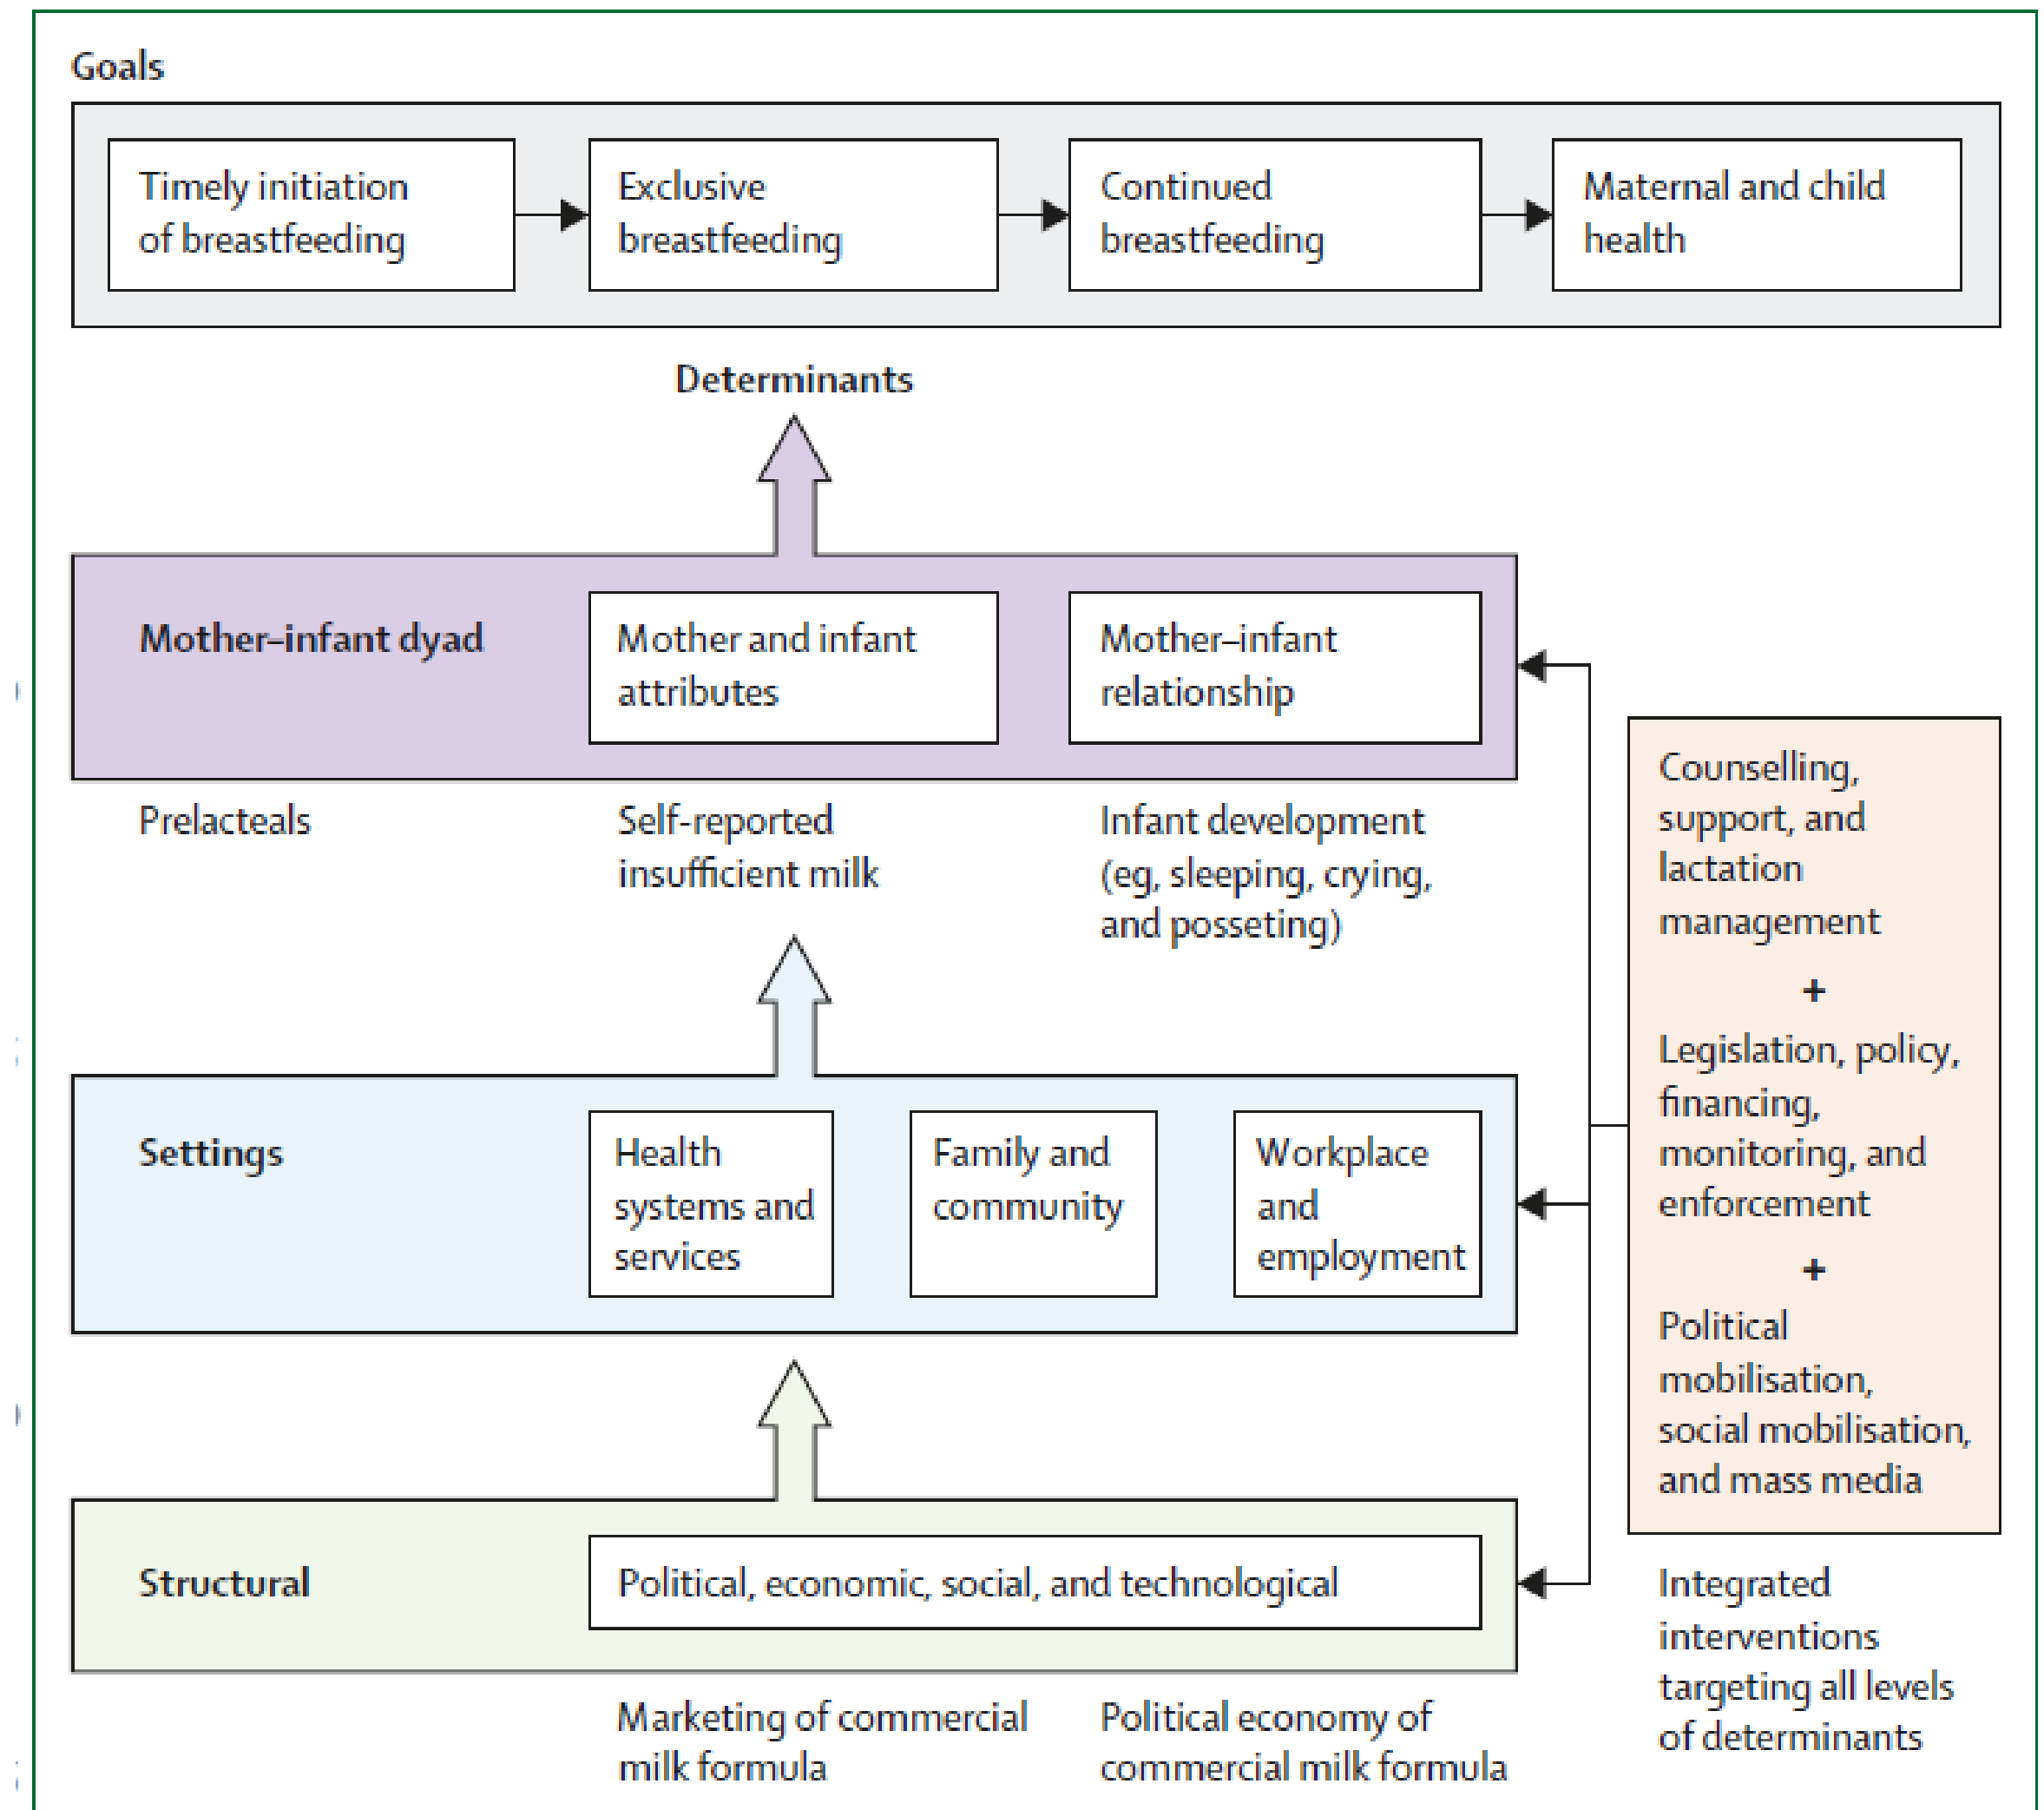 Goals
Timely initiation
of breastfeeding
Exclusive
breastfeeding
Continued
breastfeeding
Maternal and child
health
Determinants
Mother–infant dyad
Mother and infant
attributes
Mother–infant
relationship
Prelacteals
Self-reported
insufficient milk
Infant development
(eg, sleeping, crying,
and posseting)
Settings
Health
systems and
services
Family and
community
Workplace
and
employment
Structural
Political, economic, social, and technological
Marketing of commercial
milk formula
Political economy of
commercial milk formula
Counselling,
support, and
lactation
management
+
Legislation, policy,
financing,
monitoring, and
enforcement
+
Political
mobilisation,
social mobilisation,
and mass media
Integrated
interventions
targeting all levels
of determinants